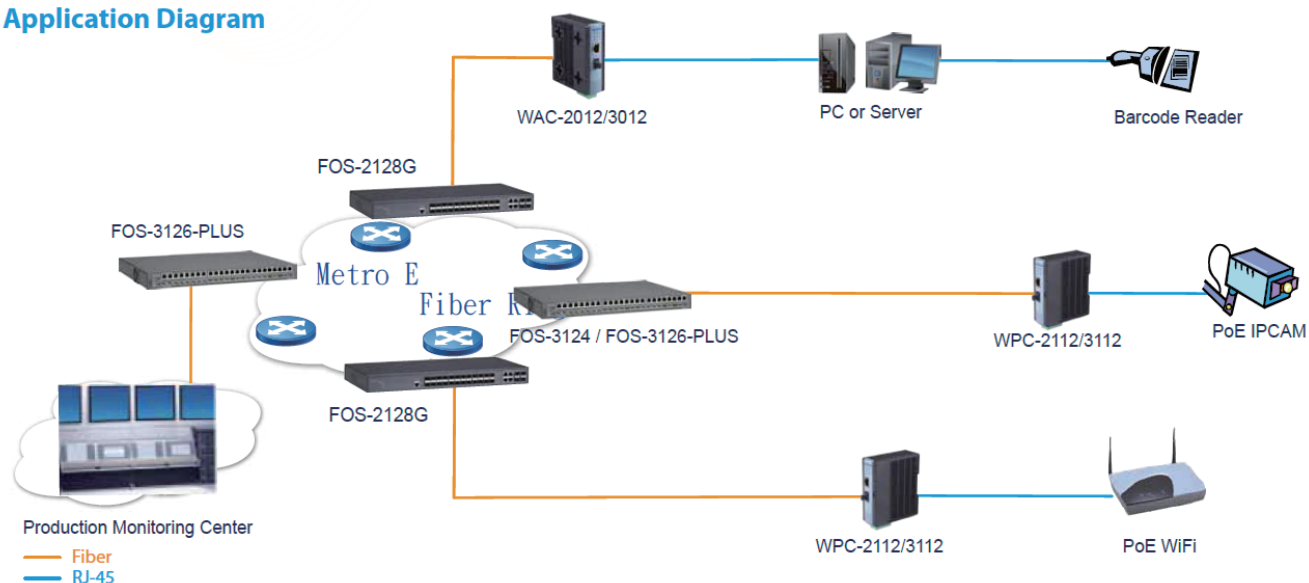 Application Diagram
WAC-2012/3012
PC or Server
Barcode Reader
FOS-2128G
FOS-3126-PLUS
Metro E
Fiber
FOS-3124 / FOS-3126-PLUS
WPC-2112/3112
PoE IPCAM
FOS-2128G
Production Monitoring Center
WPC-2112/3112
PoE WiFi
Fiber
RJ-45